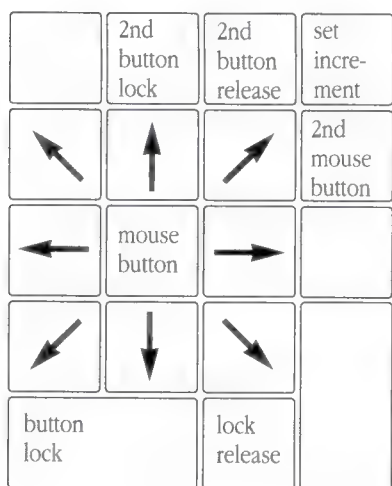 2nd
button
lock
2nd
button
release
set
incre-
ment
2nd
mouse
button
mouse
button
button
lock
lock
release